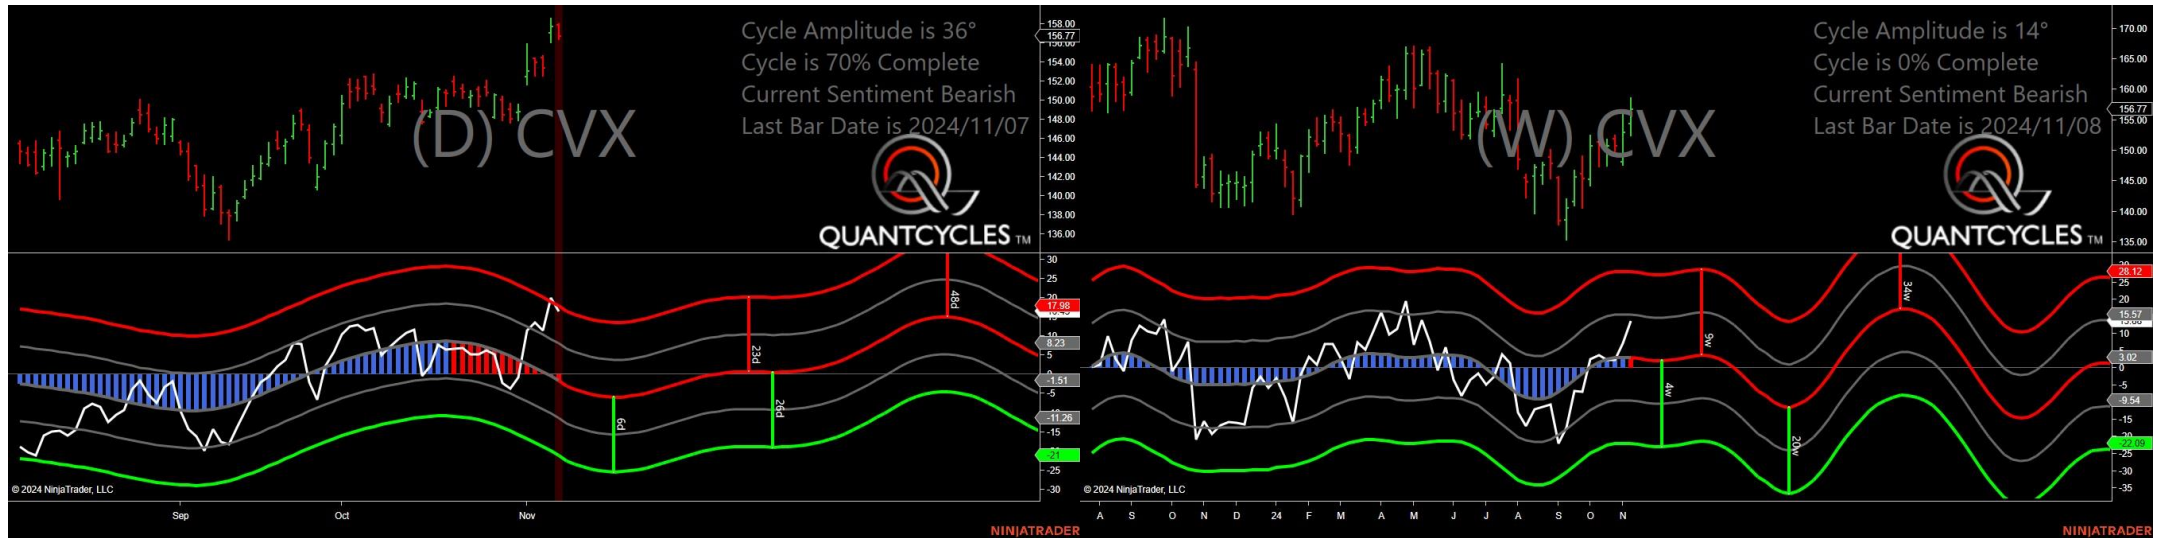 Cycle Amplitude is 36°
Cycle is 70% Complete
Current Sentiment Bearish
Last Bar Date is 2024/11/07
(D) CVX
QUANTCYCLES TM
158.00
156.77
156.00
154.00
152.00
150.00
148.00
146.00
144.00
142.00
140.00
138.00
136.00
30
25
20
17.98
10
8.23
5
0
-1.51
-5
-11.26
-15
-21
-25
-30
6d
23d
26d
48d
© 2024 NinjaTrader, LLC
Sep Oct Nov
NINJATRADER
Cycle Amplitude is 14°
Cycle is 0% Complete
Current Sentiment Bearish
Last Bar Date is 2024/11/08
(W) CVX
QUANTCYCLES TM
170.00
165.00
160.00
156.77
155.00
150.00
145.00
140.00
135.00
28.12
25
20
15.57
10
5
3.02
0
-5
-9.54
-15
-22.09
-25
-30
-35
4w
9w
20w
34w
© 2024 NinjaTrader, LLC
A S O N D 24 F M A M J J A S O N
NINJATRADER